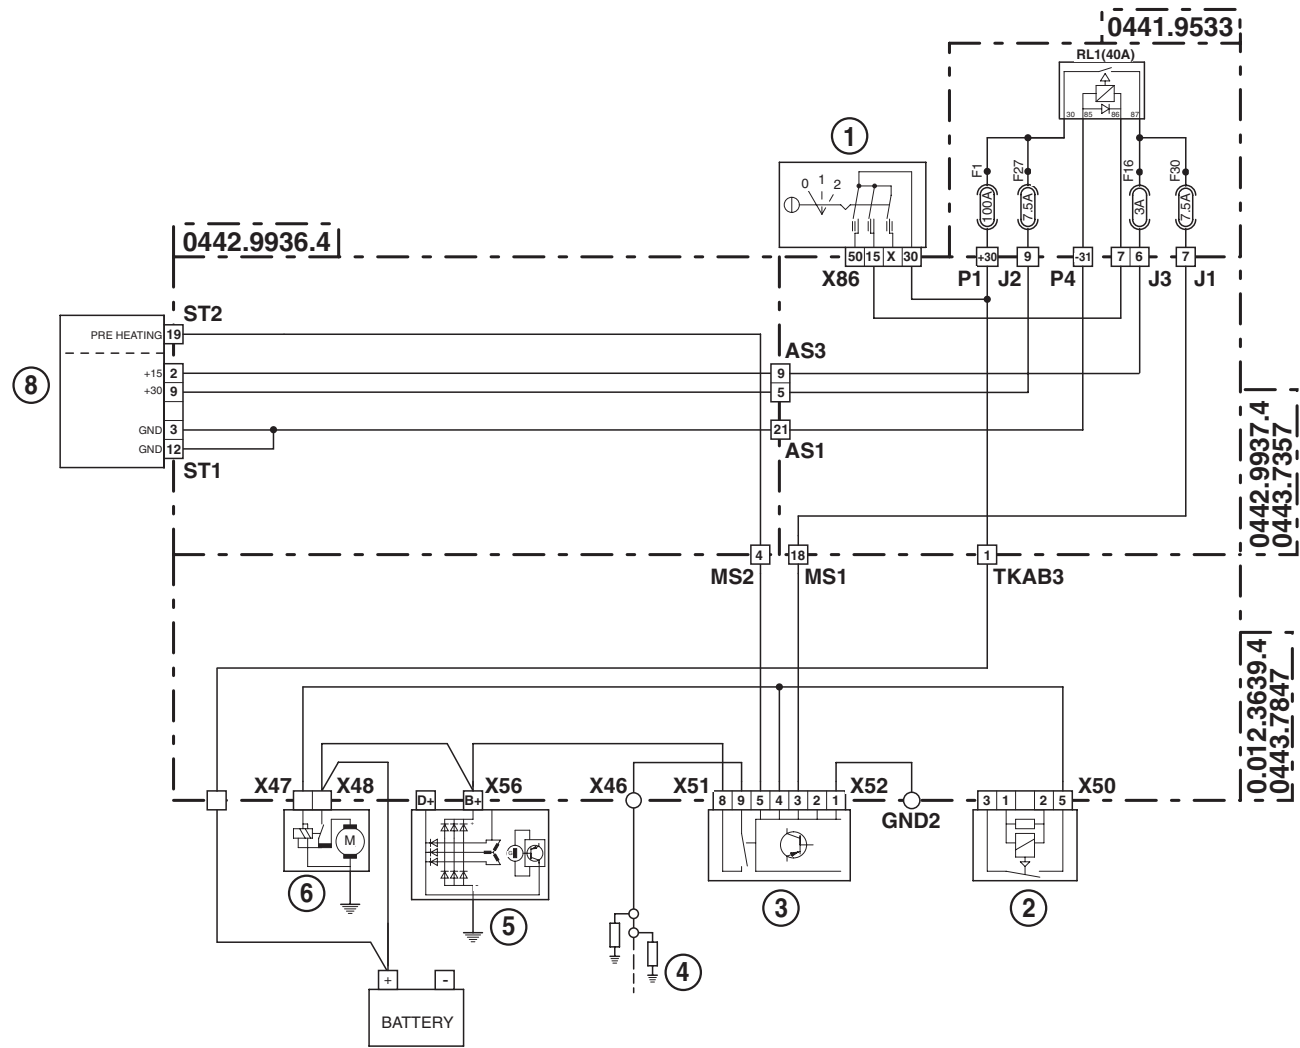 0441.9533
RL1(40A)
30 85 86 87
1
F1 F27 F16 F30
100A 7.5A 3A 7.5A
0 1 2
0442.9936.4
50 15 X 30
+30 9 -31 7 6 7
X86 P1 J2 P4 J3 J1
ST2
PRE HEATING 19
AS3
+15 2 9
8
+30 9 5
GND 3 21
GND 12
AS1
ST1
0442.9937.4
0443.7357
4 18 1
MS2 MS1 TKAB3
0.012.3639.4
0443.7847
X47 X48 X56 X46 X51 X52 X50
D+ B+ 8 9 5 4 3 2 1 3 1 2 5
GND2
M
G
6 5 3 2
4
+ -
BATTERY